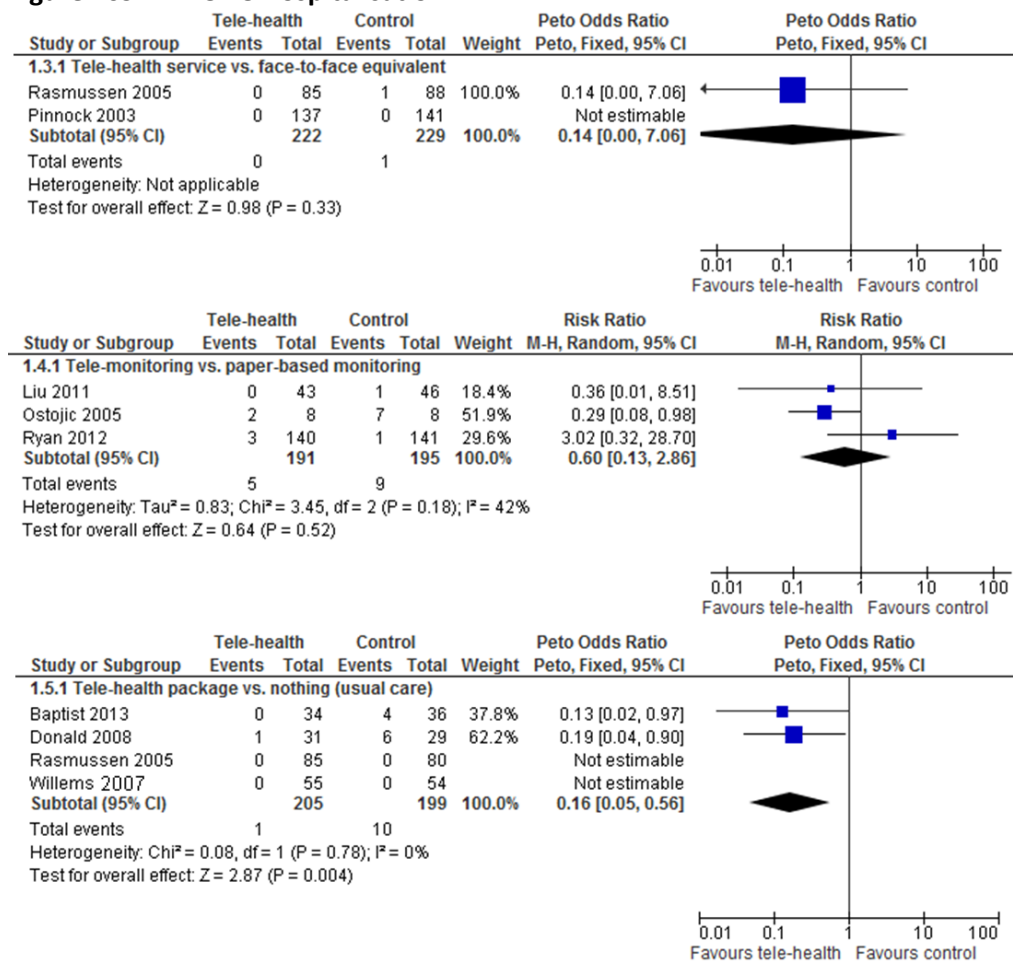 Tele-health Control Peto Odds Ratio Peto Odds Ratio
Study or Subgroup Events Total Events Total Weight Peto, Fixed, 95% CI Peto, Fixed, 95% CI
1.3.1 Tele-health service vs. face-to-face equivalent
Rasmussen 2005 0 85 1 88 100.0% 0.14 [0.00, 7.06]
Pinnock 2003 0 137 0 141 Not estimable
Subtotal (95% CI) 222 229 100.0% 0.14 [0.00, 7.06]
Total events 0 1
Heterogeneity: Not applicable
Test for overall effect: Z = 0.98 (P = 0.33)
0.01 0.1 1 10 100
Favours tele-health Favours control
Tele-health Control Risk Ratio Risk Ratio
Study or Subgroup Events Total Events Total Weight M-H, Random, 95% CI M-H, Random, 95% CI
1.4.1 Tele-monitoring vs. paper-based monitoring
Liu 2011 0 43 1 46 18.4% 0.36 [0.01, 8.51]
Ostojic 2005 2 8 7 8 51.9% 0.29 [0.08, 0.98]
Ryan 2012 3 140 1 141 29.6% 3.02 [0.32, 28.70]
Subtotal (95% CI) 191 195 100.0% 0.60 [0.13, 2.86]
Total events 5 9
Heterogeneity: Tau² = 0.83; Chi² = 3.45, df = 2 (P = 0.18); I² = 42%
Test for overall effect: Z = 0.64 (P = 0.52)
0.01 0.1 1 10 100
Favours tele-health Favours control
Tele-health Control Peto Odds Ratio Peto Odds Ratio
Study or Subgroup Events Total Events Total Weight Peto, Fixed, 95% CI Peto, Fixed, 95% CI
1.5.1 Tele-health package vs. nothing (usual care)
Baptist 2013 0 34 4 36 37.8% 0.13 [0.02, 0.97]
Donald 2008 1 31 6 29 62.2% 0.19 [0.04, 0.90]
Rasmussen 2005 0 85 0 80 Not estimable
Willems 2007 0 55 0 54 Not estimable
Subtotal (95% CI) 205 199 100.0% 0.16 [0.05, 0.56]
Total events 1 10
Heterogeneity: Chi² = 0.08, df = 1 (P = 0.78); I² = 0%
Test for overall effect: Z = 2.87 (P = 0.004)
0.01 0.1 1 10 100
Favours tele-health Favours control